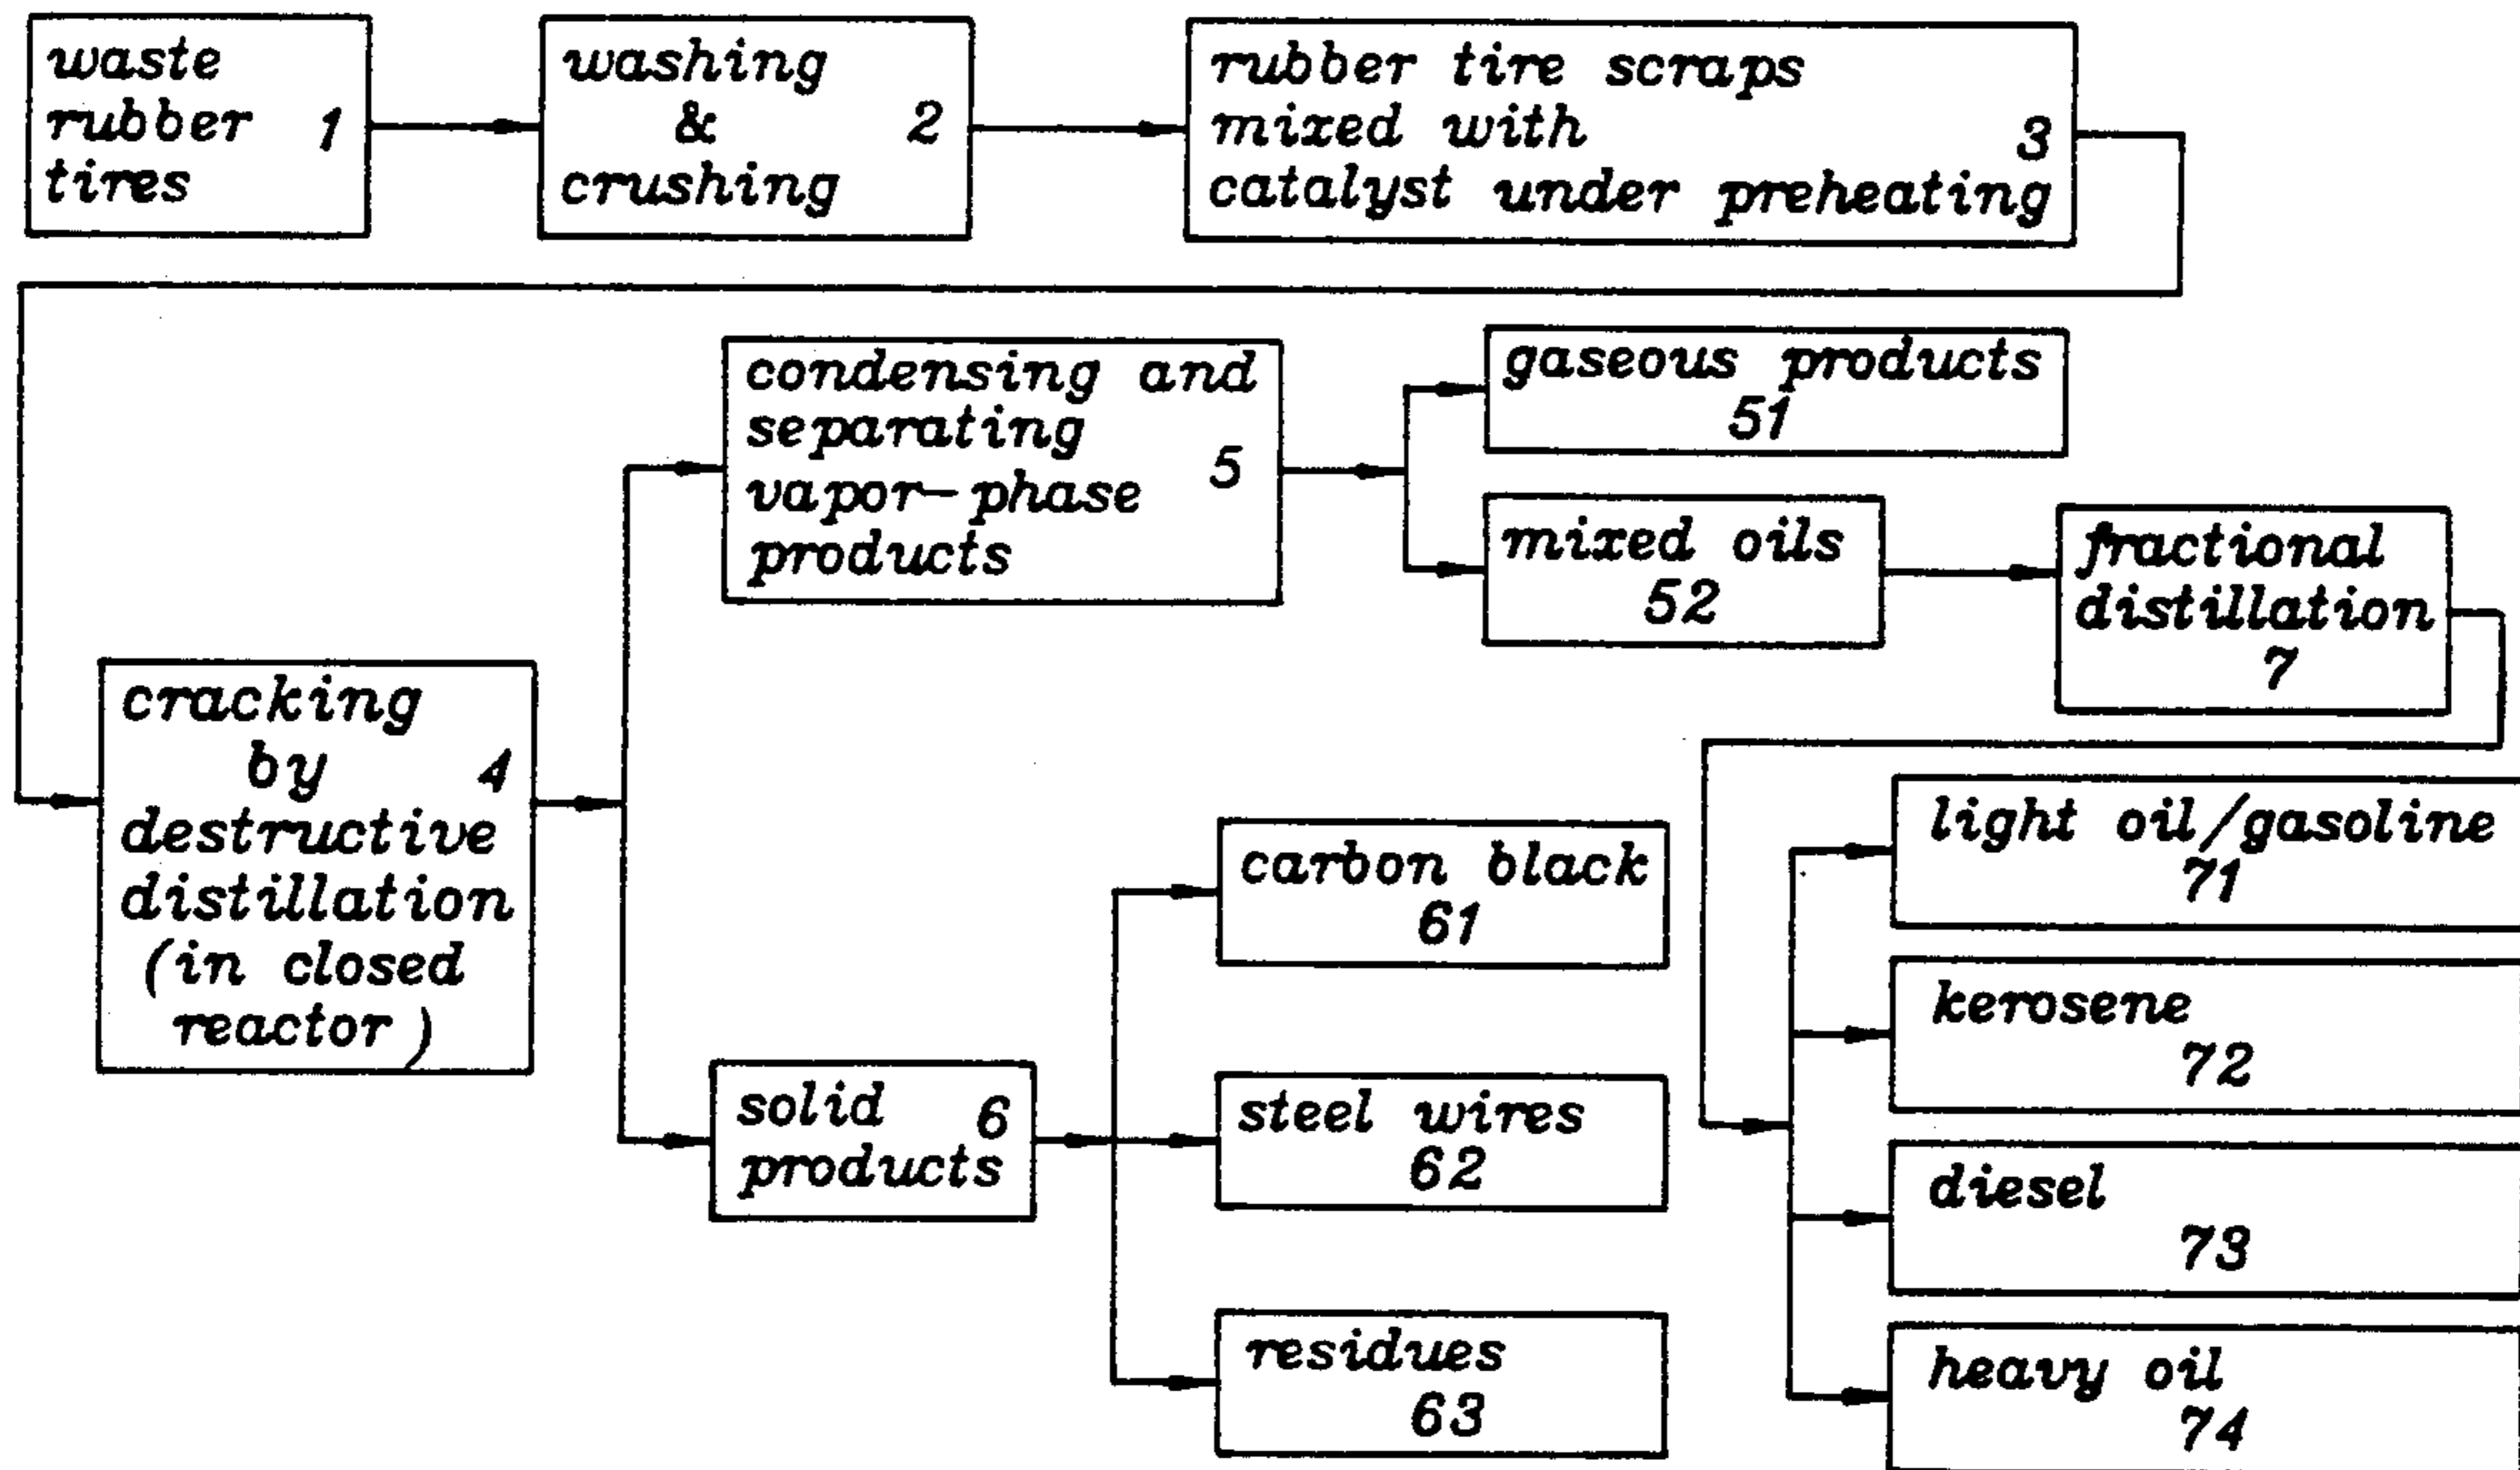 waste
rubber 1
tires
washing
& 2
crushing
rubber tire scraps
mixed with 3
catalyst under preheating
condensing and
separating
5
vapor-phase
products
gaseous products
51
mixed oils
52
fractional
distillation
7
cracking
by 4
destructive
distillation
(in closed
reactor)
solid 6
products
carbon black
61
steel wires
62
residues
63
light oil/gasoline
71
kerosene
72
diesel
73
heavy oil
74